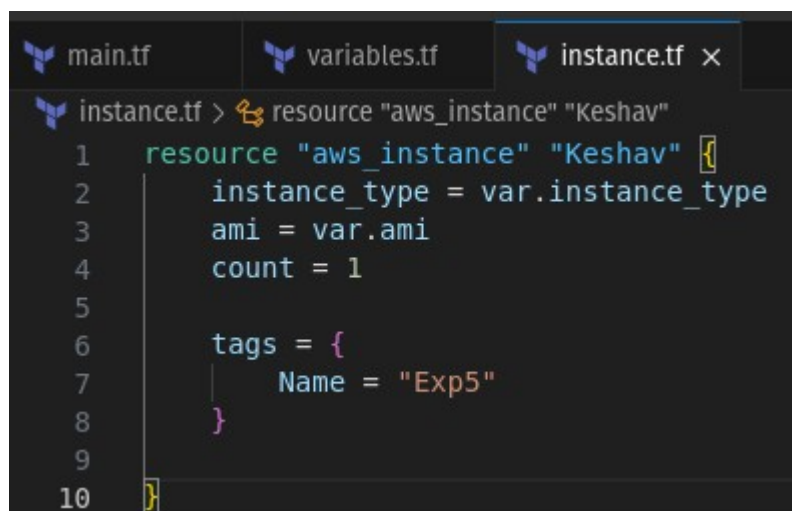 main.tf variables.tf instance.tf ×
instance.tf > resource "aws_instance" "Keshav"
1 resource "aws_instance" "Keshav" {
2 instance_type = var.instance_type
3 ami = var.ami
4 count = 1
5
6 tags = {
7 Name = "Exp5"
8 }
9
10 }